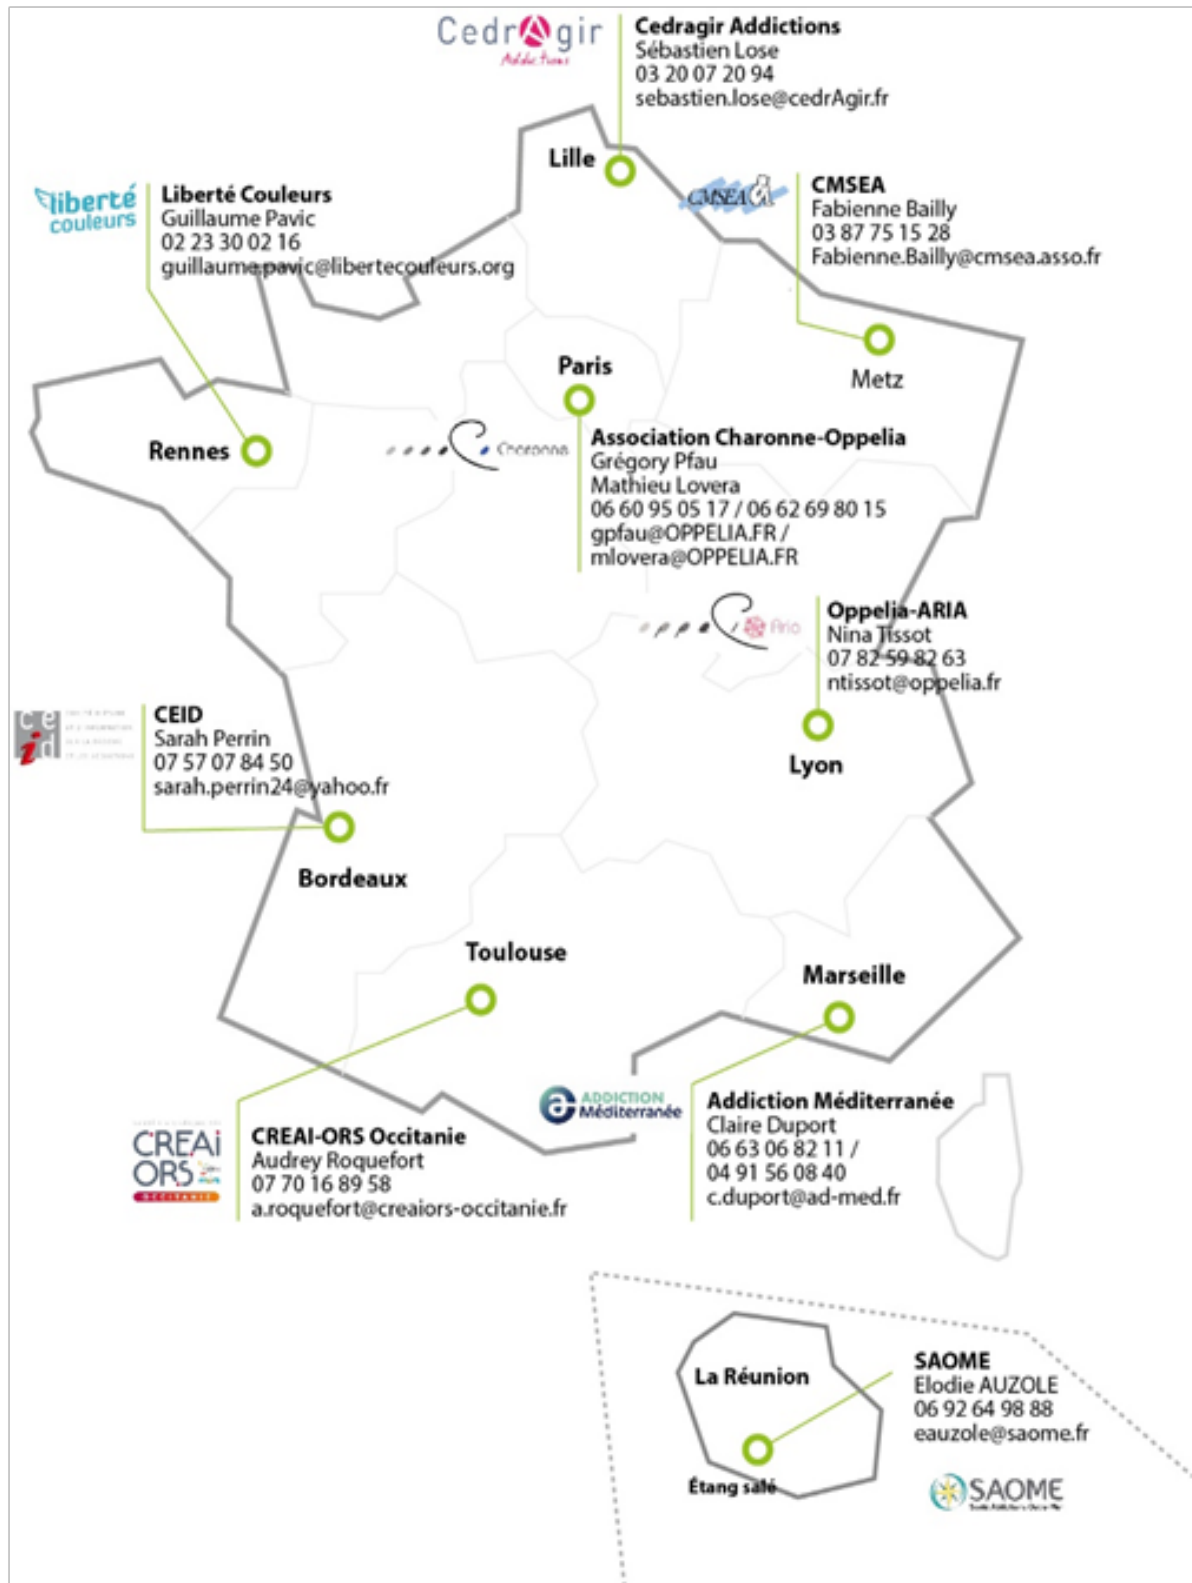 CedrAgir
Addictions
Cedragir Addictions
Sébastien Lose
03 20 07 20 94
sebastien.lose@cedrAgir.fr
Lille
liberté
couleurs
Liberté Couleurs
Guillaume Pavic
02 23 30 02 16
guillaume.pavic@libertecouleurs.org
CMSEA
CMSEA
Fabienne Bailly
03 87 75 15 28
Fabienne.Bailly@cmsea.asso.fr
Metz
Paris
Rennes
Charonne
Association Charonne-Oppelia
Grégory Pfau
Mathieu Lovera
06 60 95 05 17 / 06 62 69 80 15
gpfau@OPPELIA.FR /
mlovera@OPPELIA.FR
Aria
Oppelia-ARIA
Nina Tissot
07 82 59 82 63
ntissot@oppelia.fr
Lyon
ceid
CEID
Sarah Perrin
07 57 07 84 50
sarah.perrin24@yahoo.fr
Bordeaux
Toulouse
Marseille
CREAi
ORS
OCCITANIE
CREAI-ORS Occitanie
Audrey Roquefort
07 70 16 89 58
a.roquefort@creaiors-occitanie.fr
ADDICTION
Méditerranée
Addiction Méditerranée
Claire Duport
06 63 06 82 11 /
04 91 56 08 40
c.duport@ad-med.fr
La Réunion
Étang salé
SAOME
Elodie AUZOLE
06 92 64 98 88
eauzole@saome.fr
SAOME
Santé Addictions Outre Mer